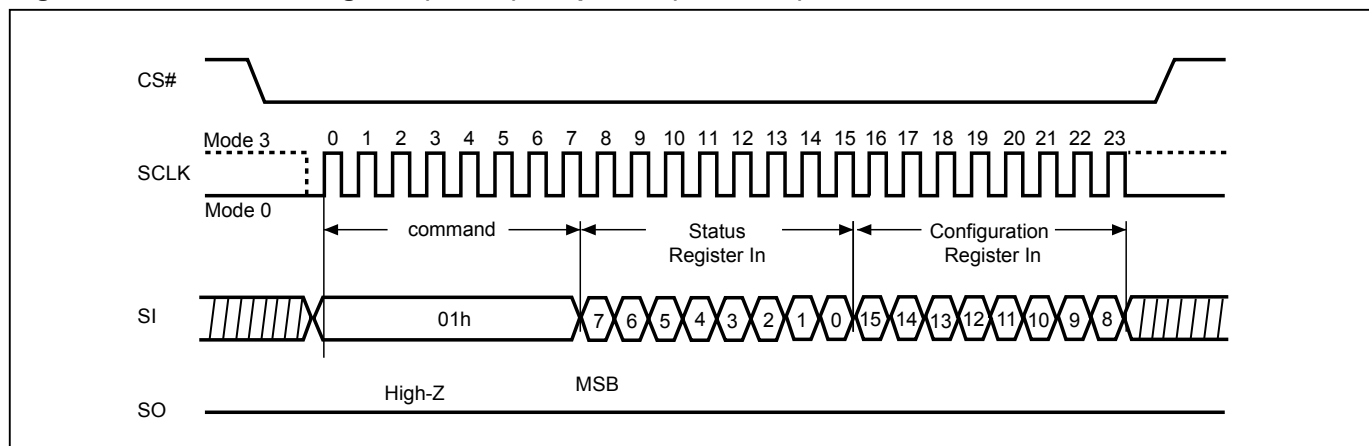 CS#
Mode 3
0 1 2 3 4 5 6 7 8 9 10 11 12 13 14 15 16 17 18 19 20 21 22 23
SCLK
Mode 0
command
Status
Register In
Configuration
Register In
SI
01h
7 6 5 4 3 2 1 0 15 14 13 12 11 10 9 8
High-Z
MSB
SO